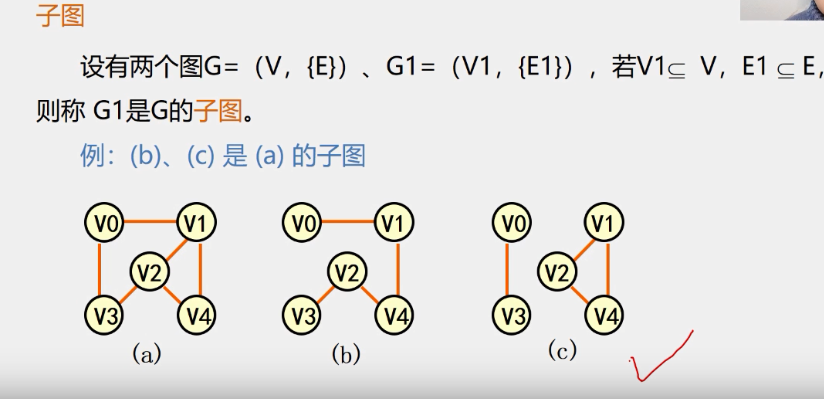 子图
设有两个图G=（V，{E}）、G1=（V1，{E1}），若V1⊆ V，E1 ⊆ E，
则称 G1是G的子图。
例：(b)、(c) 是 (a) 的子图
V0 V1 V0 V1 V0 V1
V2 V2 V2
V3 V4 V3 V4 V3 V4
(a) (b) (c)